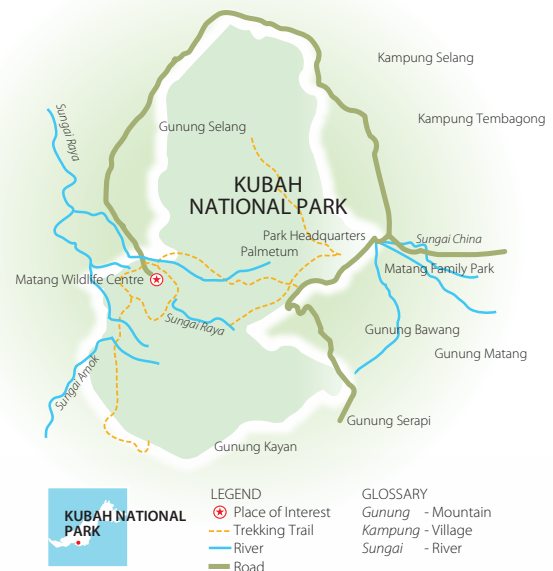 Kampung Selang
Sungai Raya
Kampung Tembagong
Gunung Selang
KUBAH
NATIONAL PARK
Park Headquarters
Sungai China
Palmetum
Matang Family Park
Matang Wildlife Centre
Sungai Raya
Gunung Bawang
Gunung Matang
Sungai Amok
Gunung Serapi
Gunung Kayan
KUBAH NATIONAL
PARK
LEGEND
Place of Interest
Trekking Trail
River
Road
GLOSSARY
Gunung - Mountain
Kampung - Village
Sungai - River